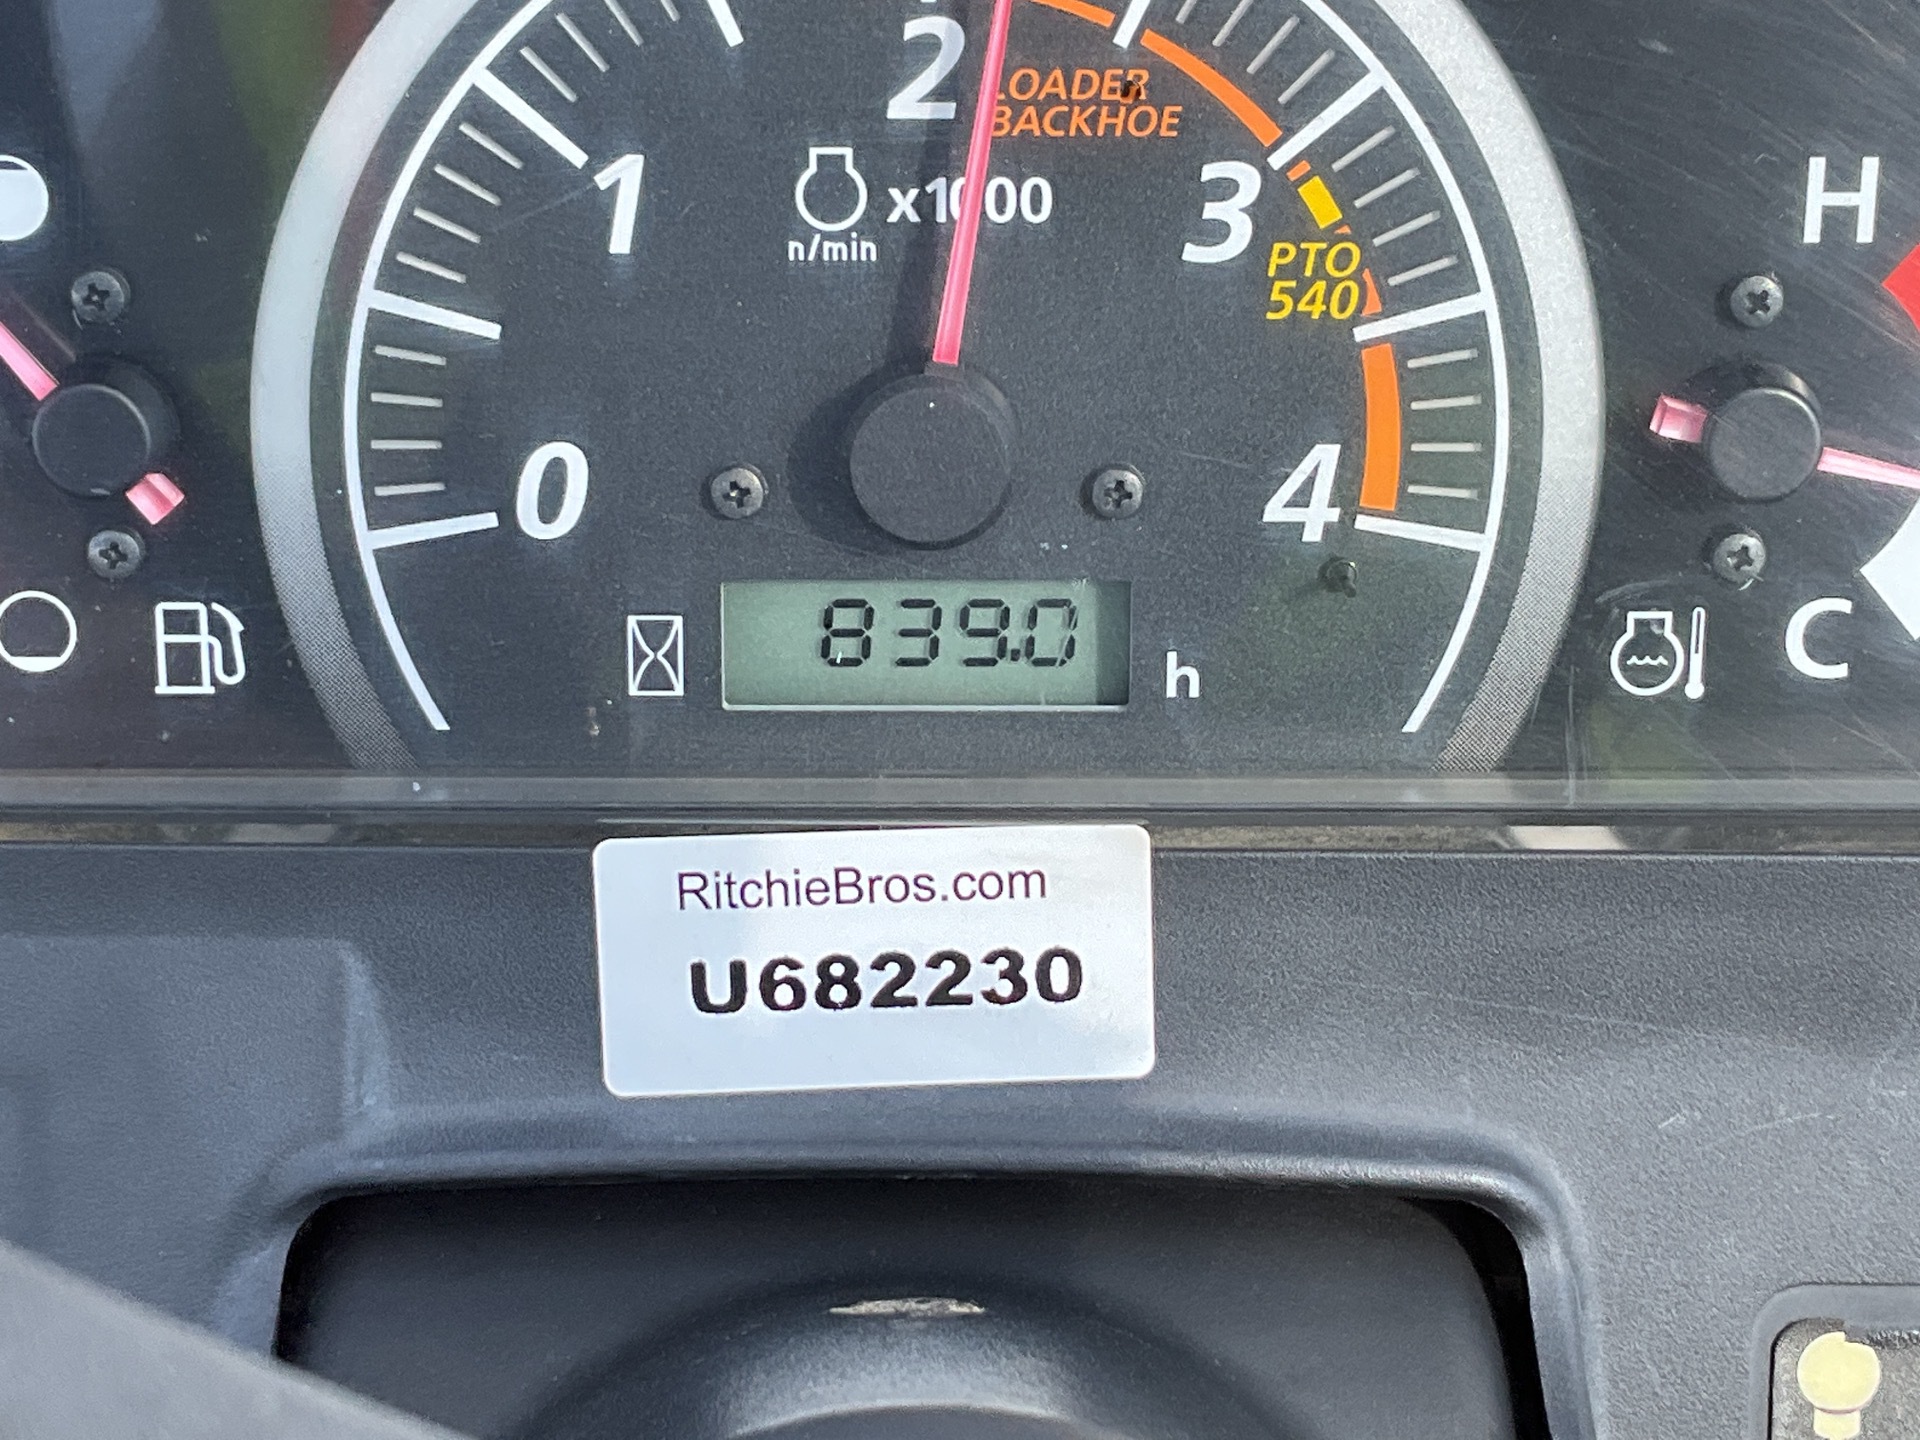 2
LOADER
BACKHOE
1
x1000
n/min
3
PTO
540
H
0
4
839.0
h
C
RitchieBros.com
U682230